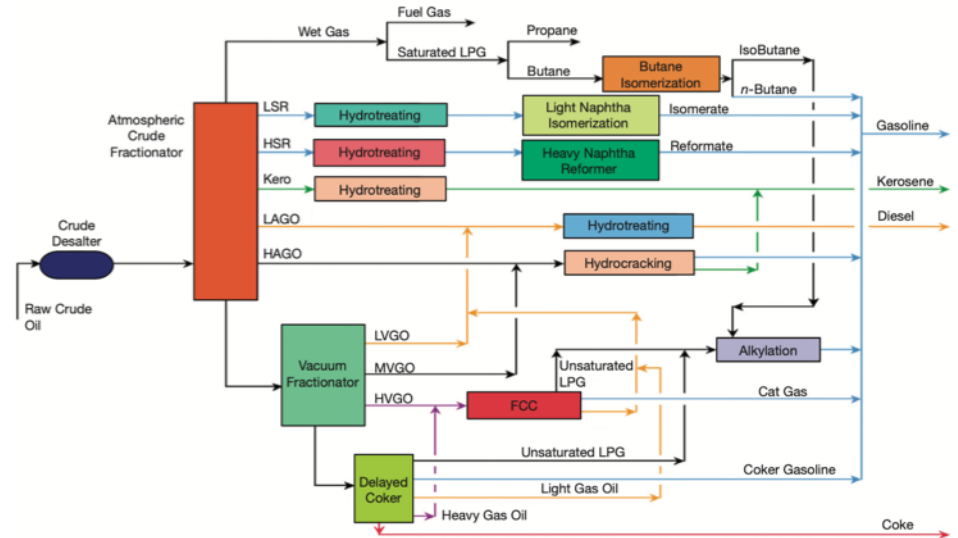 Fuel Gas
Wet Gas
Saturated LPG
Propane
Butane
Butane
Isomerization
IsoButane
n-Butane
Atmospheric
Crude
Fractionator
LSR
Hydrotreating
Light Naphtha
Isomerization
Isomerate
Gasoline
HSR
Hydrotreating
Heavy Naphtha
Reformer
Reformate
Kero
Hydrotreating
Kerosene
LAGO
Hydrotreating
Diesel
Crude
Desalter
HAGO
Hydrocracking
Raw Crude
Oil
Vacuum
Fractionator
LVGO
MVGO
HVGO
Unsaturated
LPG
Alkylation
FCC
Cat Gas
Unsaturated LPG
Delayed
Coker
Coker Gasoline
Light Gas Oil
Heavy Gas Oil
Coke